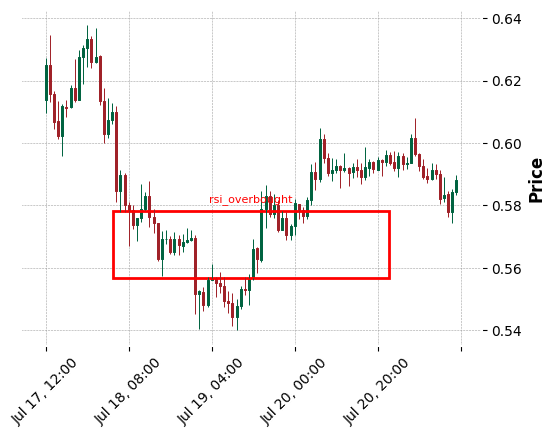 0.64
0.62
0.60
0.58
0.56
0.54
Price
rsi_overbought
Jul 17, 12:00
Jul 18, 08:00
Jul 19, 04:00
Jul 20, 00:00
Jul 20, 20:00